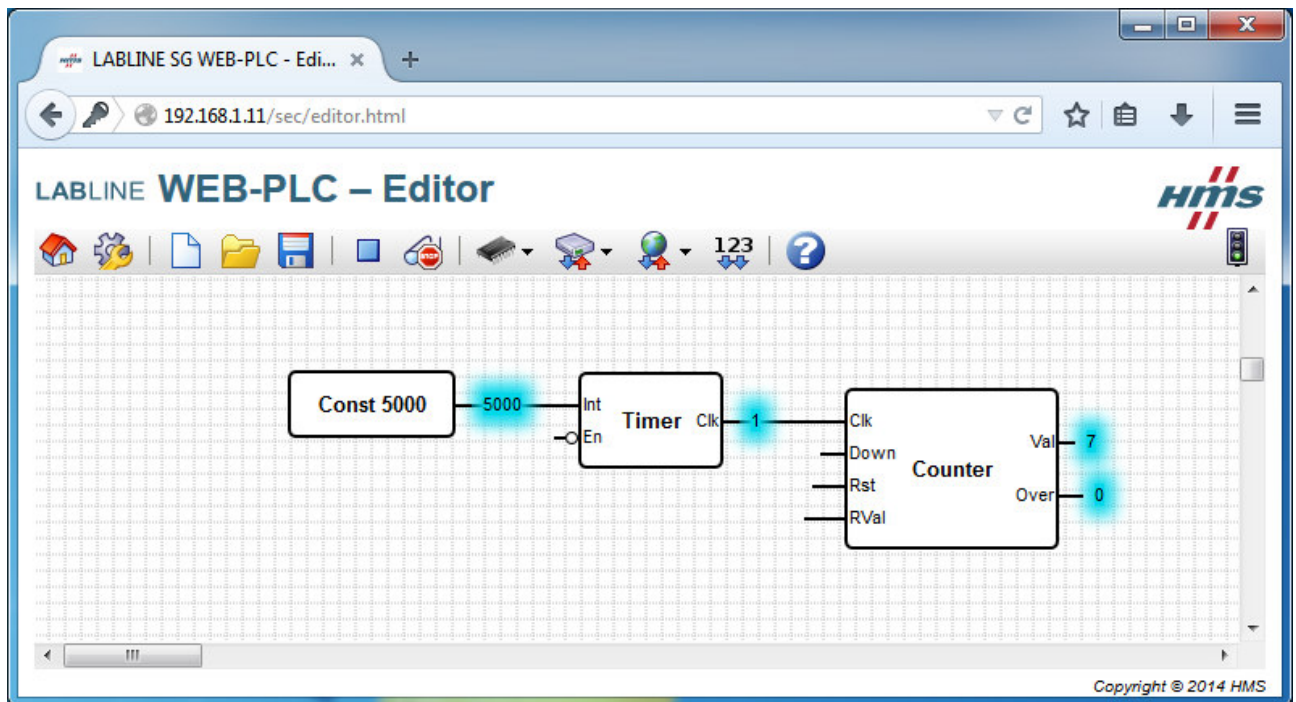 LABLINE SG WEB-PLC - Edi...
192.168.1.11/sec/editor.html
LABLINE WEB-PLC – Editor
HMS
STOP
123
?
Const 5000
5000
Int
En
Timer
Clk
1
Clk
Down
Rst
RVal
Counter
Val
Over
7
0
Copyright © 2014 HMS